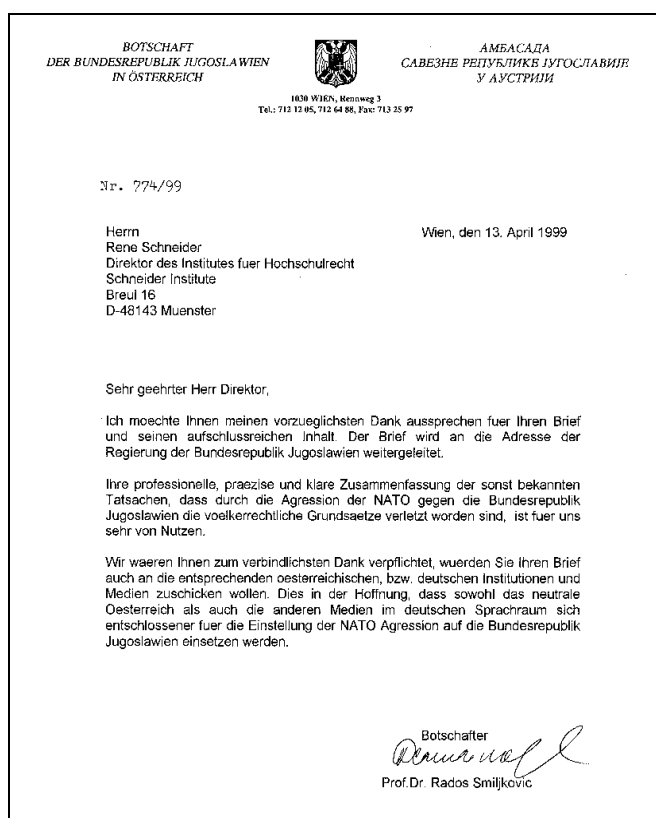 BOTSCHAFT
DER BUNDESREPUBLIK JUGOSLAWIEN
IN ÖSTERREICH
АМБАСАДА
САВЕЗНЕ РЕПУБЛИКЕ ЈУГОСЛАВИЈЕ
У АУСТРИЈИ
1030 WIEN, Rennweg 3
Tel.: 712 12 05, 712 64 88, Fax: 713 25 97
Nr. 774/99
Herrn
Rene Schneider
Direktor des Institutes fuer Hochschulrecht
Schneider Institute
Breul 16
D-48143 Muenster
Wien, den 13. April 1999
Sehr geehrter Herr Direktor,
Ich moechte Ihnen meinen vorzueglichsten Dank aussprechen fuer Ihren Brief
und seinen aufschlussreichen Inhalt. Der Brief wird an die Adresse der
Regierung der Bundesrepublik Jugoslawien weitergeleitet.
Ihre professionelle, praezise und klare Zusammenfassung der sonst bekannten
Tatsachen, dass durch die Agression der NATO gegen die Bundesrepublik
Jugoslawien die voelkerrechtliche Grundsaetze verletzt worden sind, ist fuer uns
sehr von Nutzen.
Wir waeren Ihnen zum verbindlichsten Dank verpflichtet, wuerden Sie Ihren Brief
auch an die entsprechenden oesterreichischen, bzw. deutschen Institutionen und
Medien zuschicken wollen. Dies in der Hoffnung, dass sowohl das neutrale
Oesterreich als auch die anderen Medien im deutschen Sprachraum sich
entschlossener fuer die Einstellung der NATO Agression auf die Bundesrepublik
Jugoslawien einsetzen werden.
Botschafter
Prof.Dr. Rados Smiljkovic